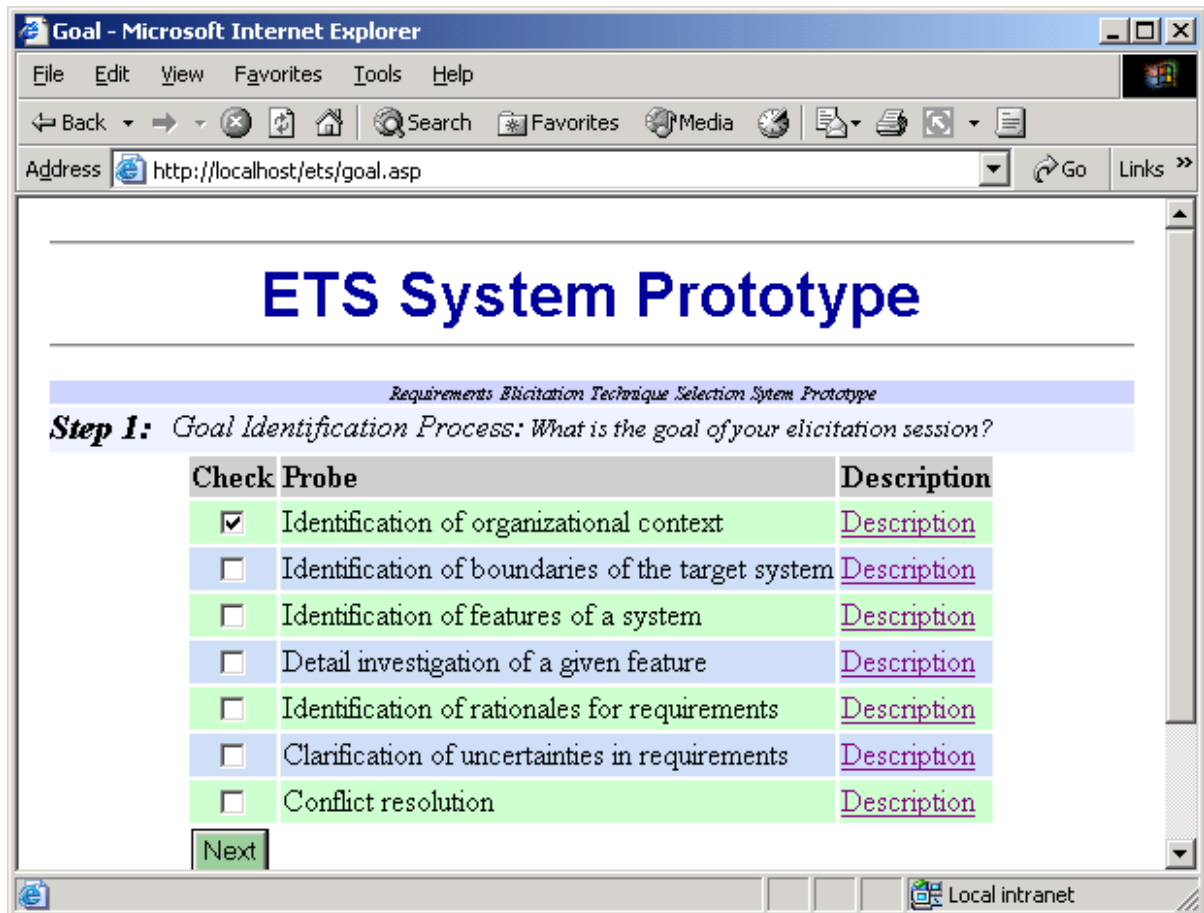 Goal - Microsoft Internet Explorer
File Edit View Favorites Tools Help
Back Search Favorites Media
Address http://localhost/ets/goal.asp Go Links »
ETS System Prototype
Requirements Elicitation Technique Selection Sytem Prototype
Step 1: Goal Identification Process: What is the goal of your elicitation session?
Check Probe Description
Identification of organizational context Description
Identification of boundaries of the target system Description
Identification of features of a system Description
Detail investigation of a given feature Description
Identification of rationales for requirements Description
Clarification of uncertainties in requirements Description
Conflict resolution Description
Next
Local intranet